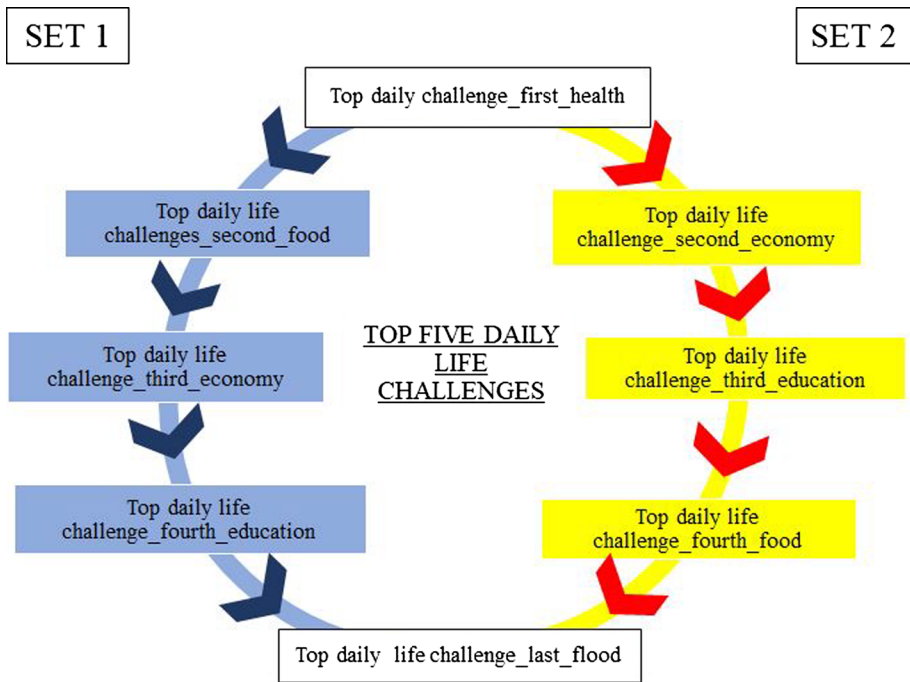 SET 1
SET 2
Top daily challenge_first_health
Top daily life
challenges_second_food
Top daily life
challenge_second_economy
Top daily life
challenge_third_economy
TOP FIVE DAILY
LIFE
CHALLENGES
Top daily life
challenge_third_education
Top daily life
challenge_fourth_education
Top daily life
challenge_fourth_food
Top daily life challenge_last_flood